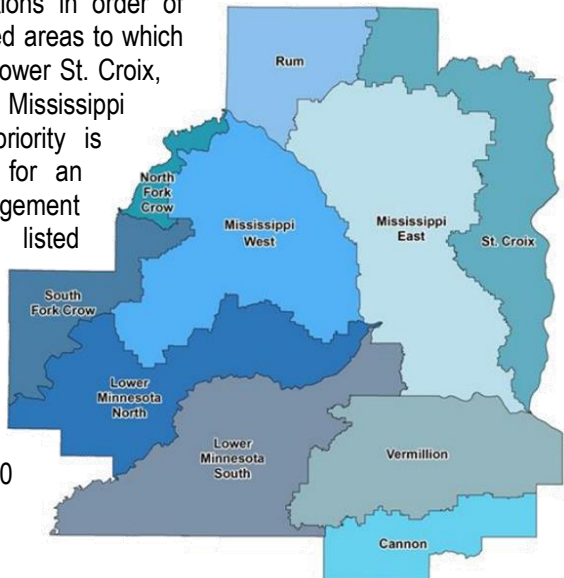 tions in order of
ed areas to which
ower St. Croix,
Mississippi
priority is
for an
gement
listed
0
Rum
North
Fork
Crow
Mississippi
West
Mississippi
East
St. Croix
South
Fork Crow
Lower
Minnesota
North
Lower
Minnesota
South
Vermillion
Cannon